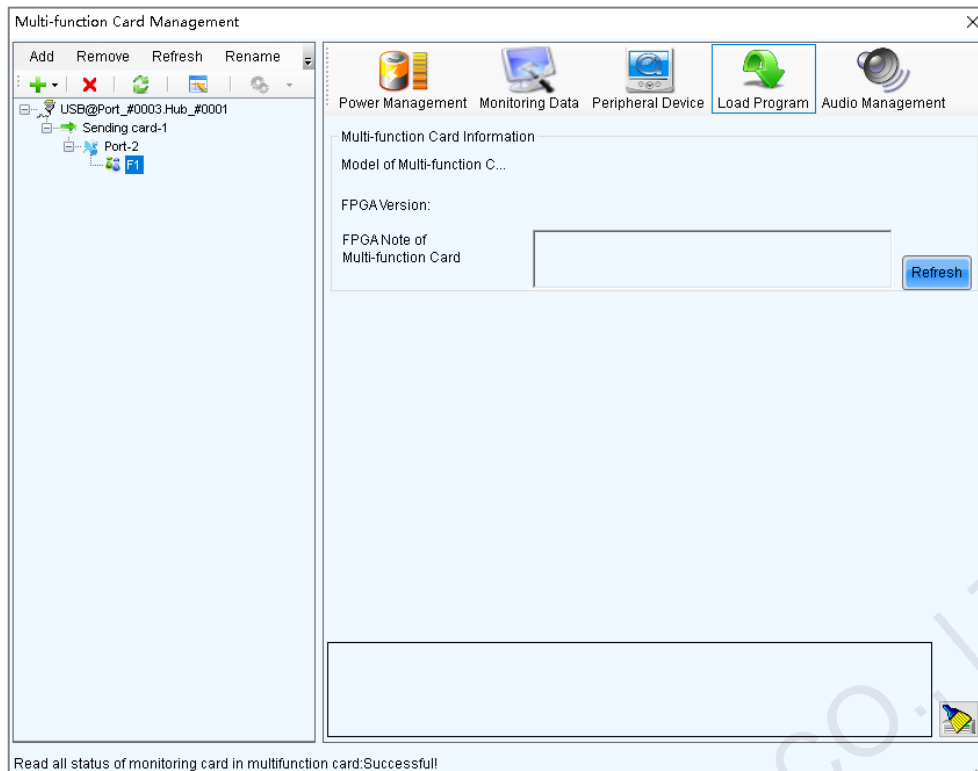 Multi-function Card Management
Add Remove Refresh Rename
USB@Port_#0003.Hub_#0001
Sending card-1
Port-2
F1
Power Management Monitoring Data Peripheral Device Load Program Audio Management
Multi-function Card Information
Model of Multi-function C...
FPGA Version:
FPGA Note of
Multi-function Card
Refresh
Read all status of monitoring card in multifunction card:Successful!
CO.,